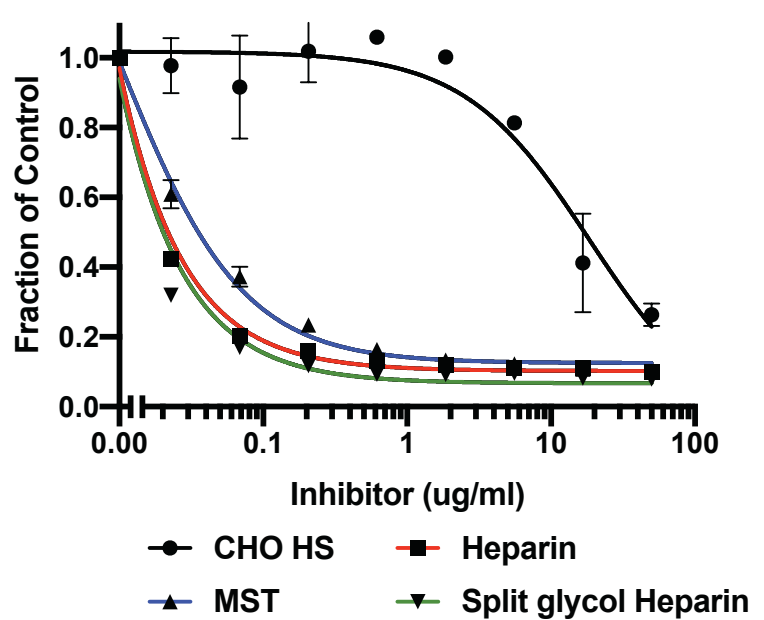 Fraction of Control
1.0
0.8
0.6
0.4
0.2
0.0
0.00 0.1 1 10 100
Inhibitor (ug/ml)
CHO HS Heparin
MST Split glycol Heparin